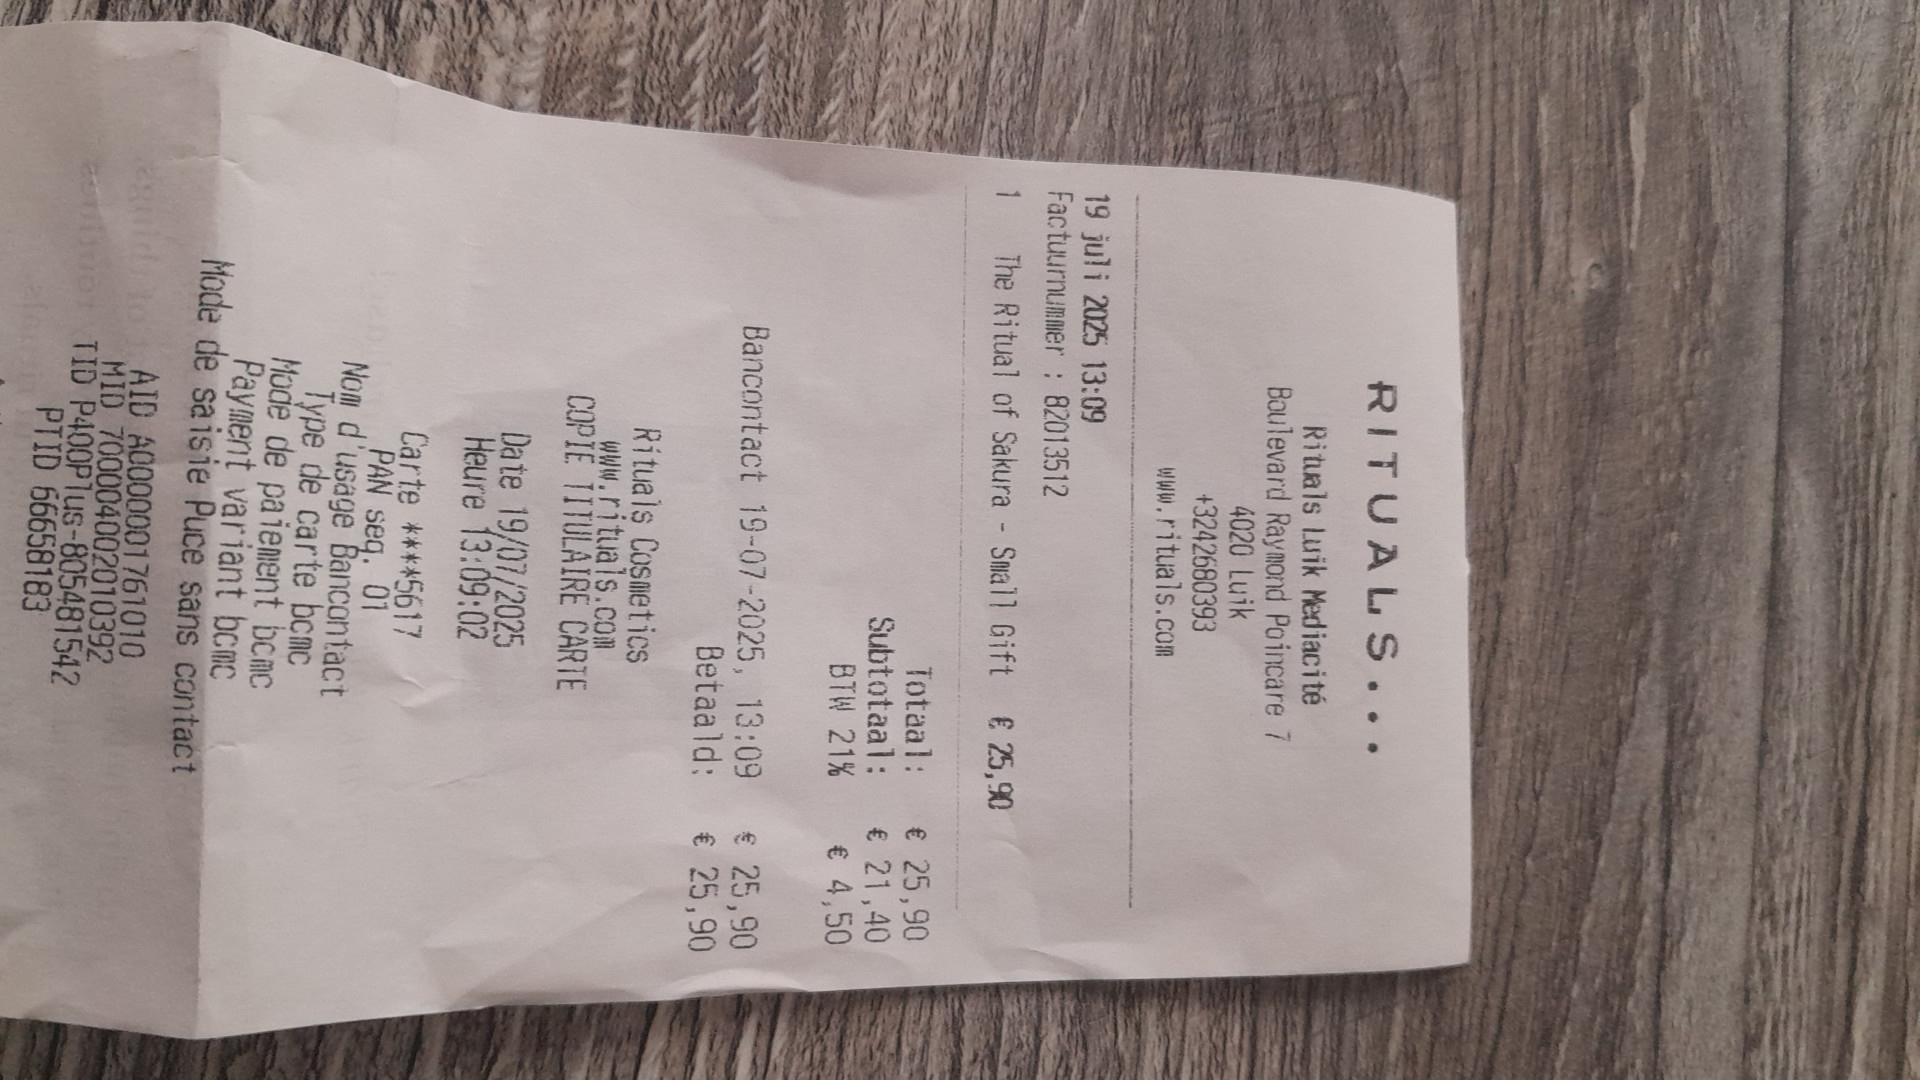 RITUALS...
Rituals Luik Mediacité
Boulevard Raymond Poincare 7
4020 Luik
+3242680393
www.rituals.com
19 juli 2025 13:09
Factuurnummer : 82013512
1 The Ritual of Sakura - Small Gift € 25,90
Totaal: € 25,90
Subtotaal: € 21,40
BTW 21% € 4,50
Bancontact 19-07-2025, 13:09 € 25,90
Betaald: € 25,90
Rituals Cosmetics
www.rituals.com
COPIE TITULAIRE CARTE
Date 19/07/2025
Heure 13:09:02
Carte ****5617
PAN seq. 01
Nom d'usage Bancontact
Type de carte bcmc
Mode de paiement bcmc
Payment variant bcmc
Mode de saisie Puce sans contact
AID A0000001761010
MID 700004002010392
TID P400Plus-805481542
PTID 66658183